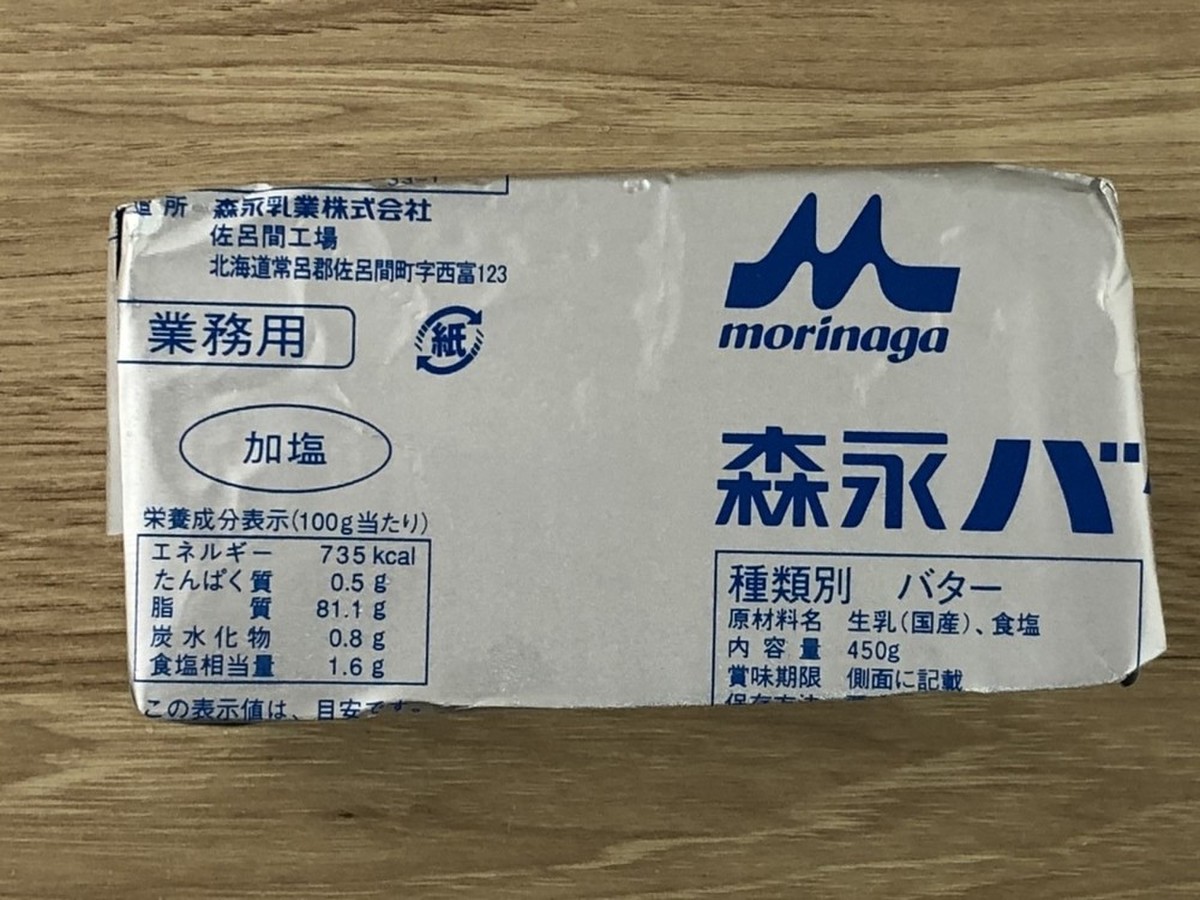 造所 森永乳業株式会社
佐呂間工場
北海道常呂郡佐呂間町字西富123
業務用
紙
加塩
栄養成分表示(100g当たり)
エネルギー 735kcal
たんぱく質 0.5g
脂質 81.1g
炭水化物 0.8g
食塩相当量 1.6g
この表示値は、目安です。
morinaga
森永バ
種類別 バター
原材料名 生乳(国産)、食塩
内容量 450g
賞味期限 側面に記載
保存方法